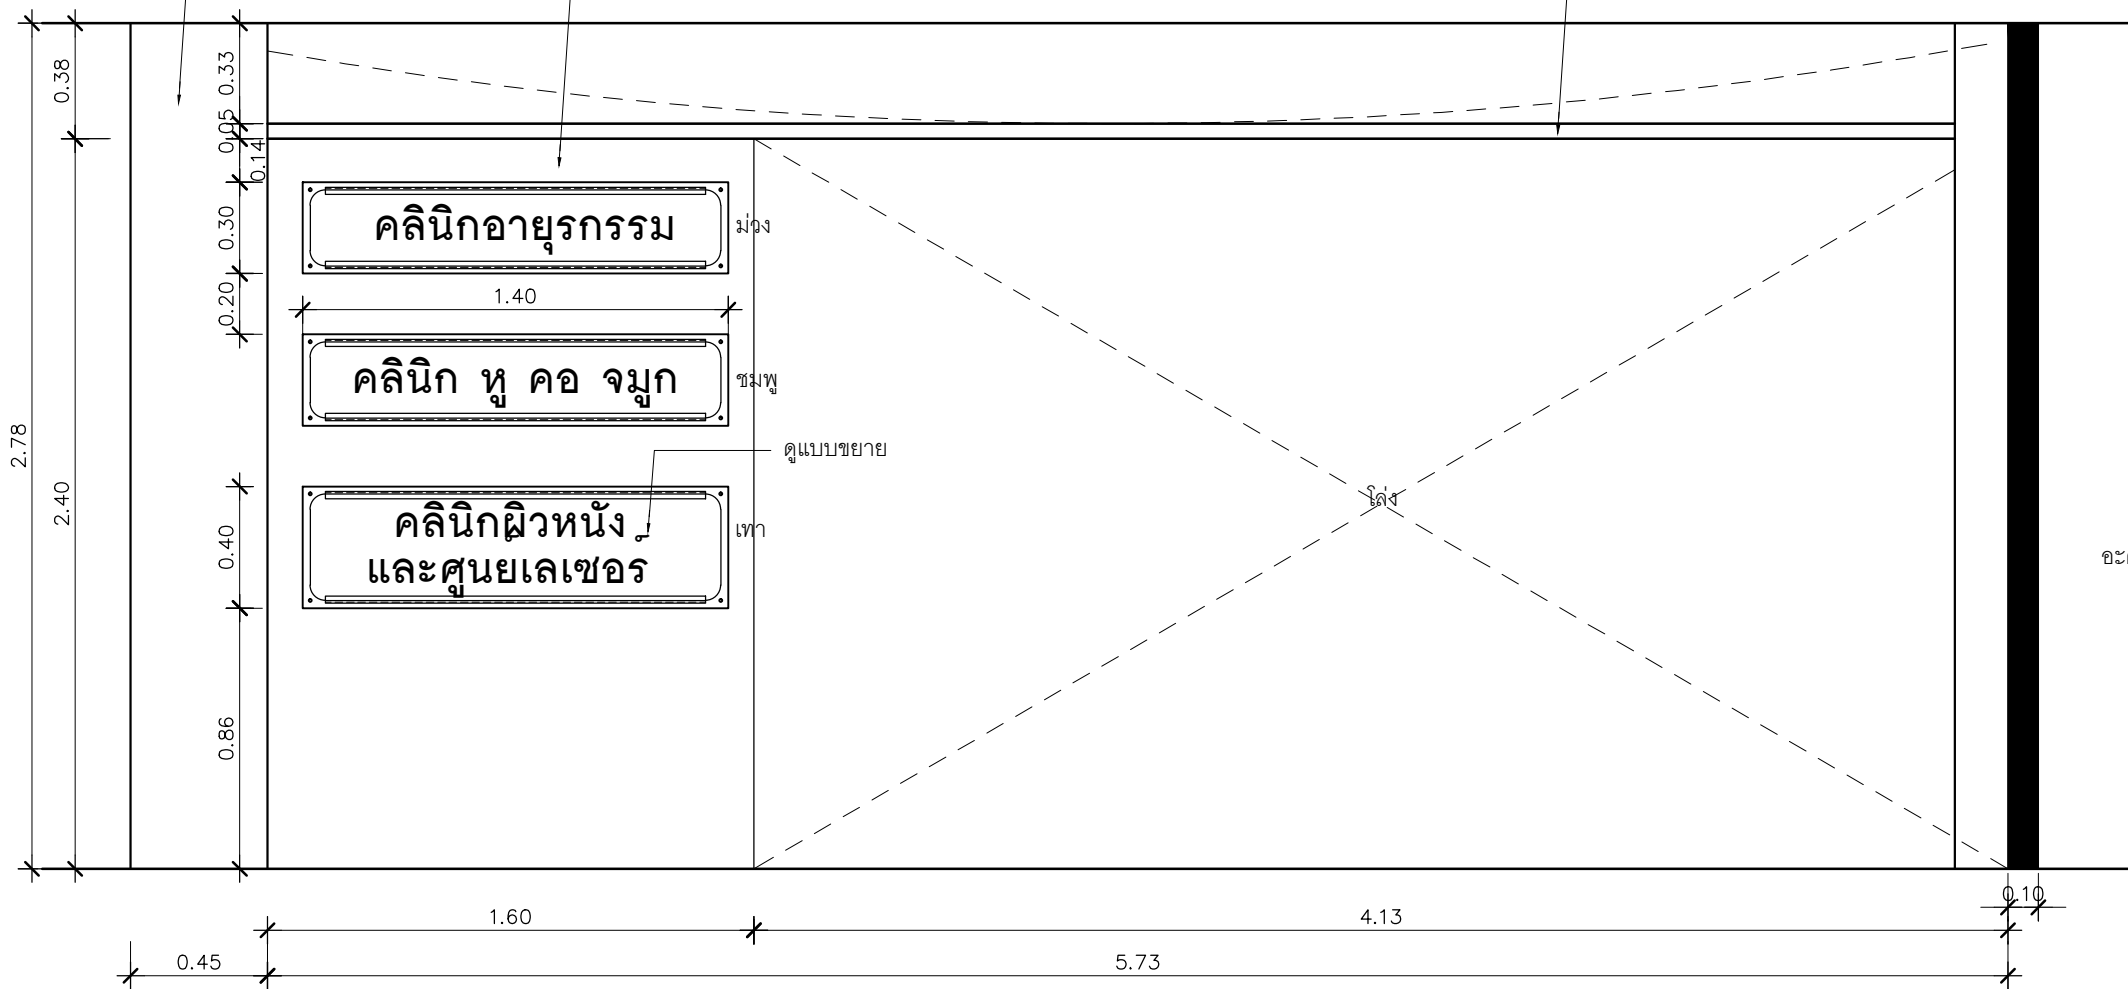 0.38
0.33
0.05
0.14
0.30
0.20
2.78
2.40
0.40
0.86
คลินิกอายุรกรรม
ม่วง
1.40
คลินิก หู คอ จมูก
ชมพู
ดูแบบขยาย
คลินิกผิวหนัง
และศูนย์เลเซอร์
เทา
โล่ง
0.10
1.60
4.13
0.45
5.73